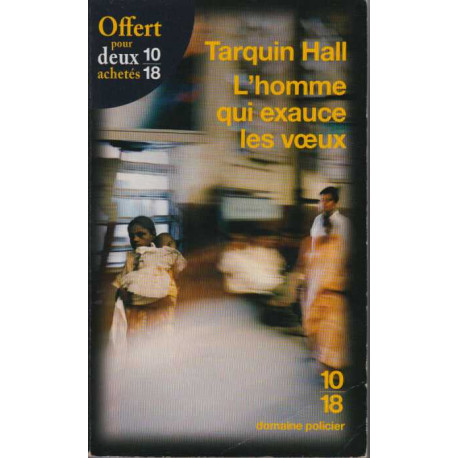 Offert
pour
deux 10
achetés 18
Tarquin Hall
L'homme
qui exauce
les vœux
10
18
domaine policier